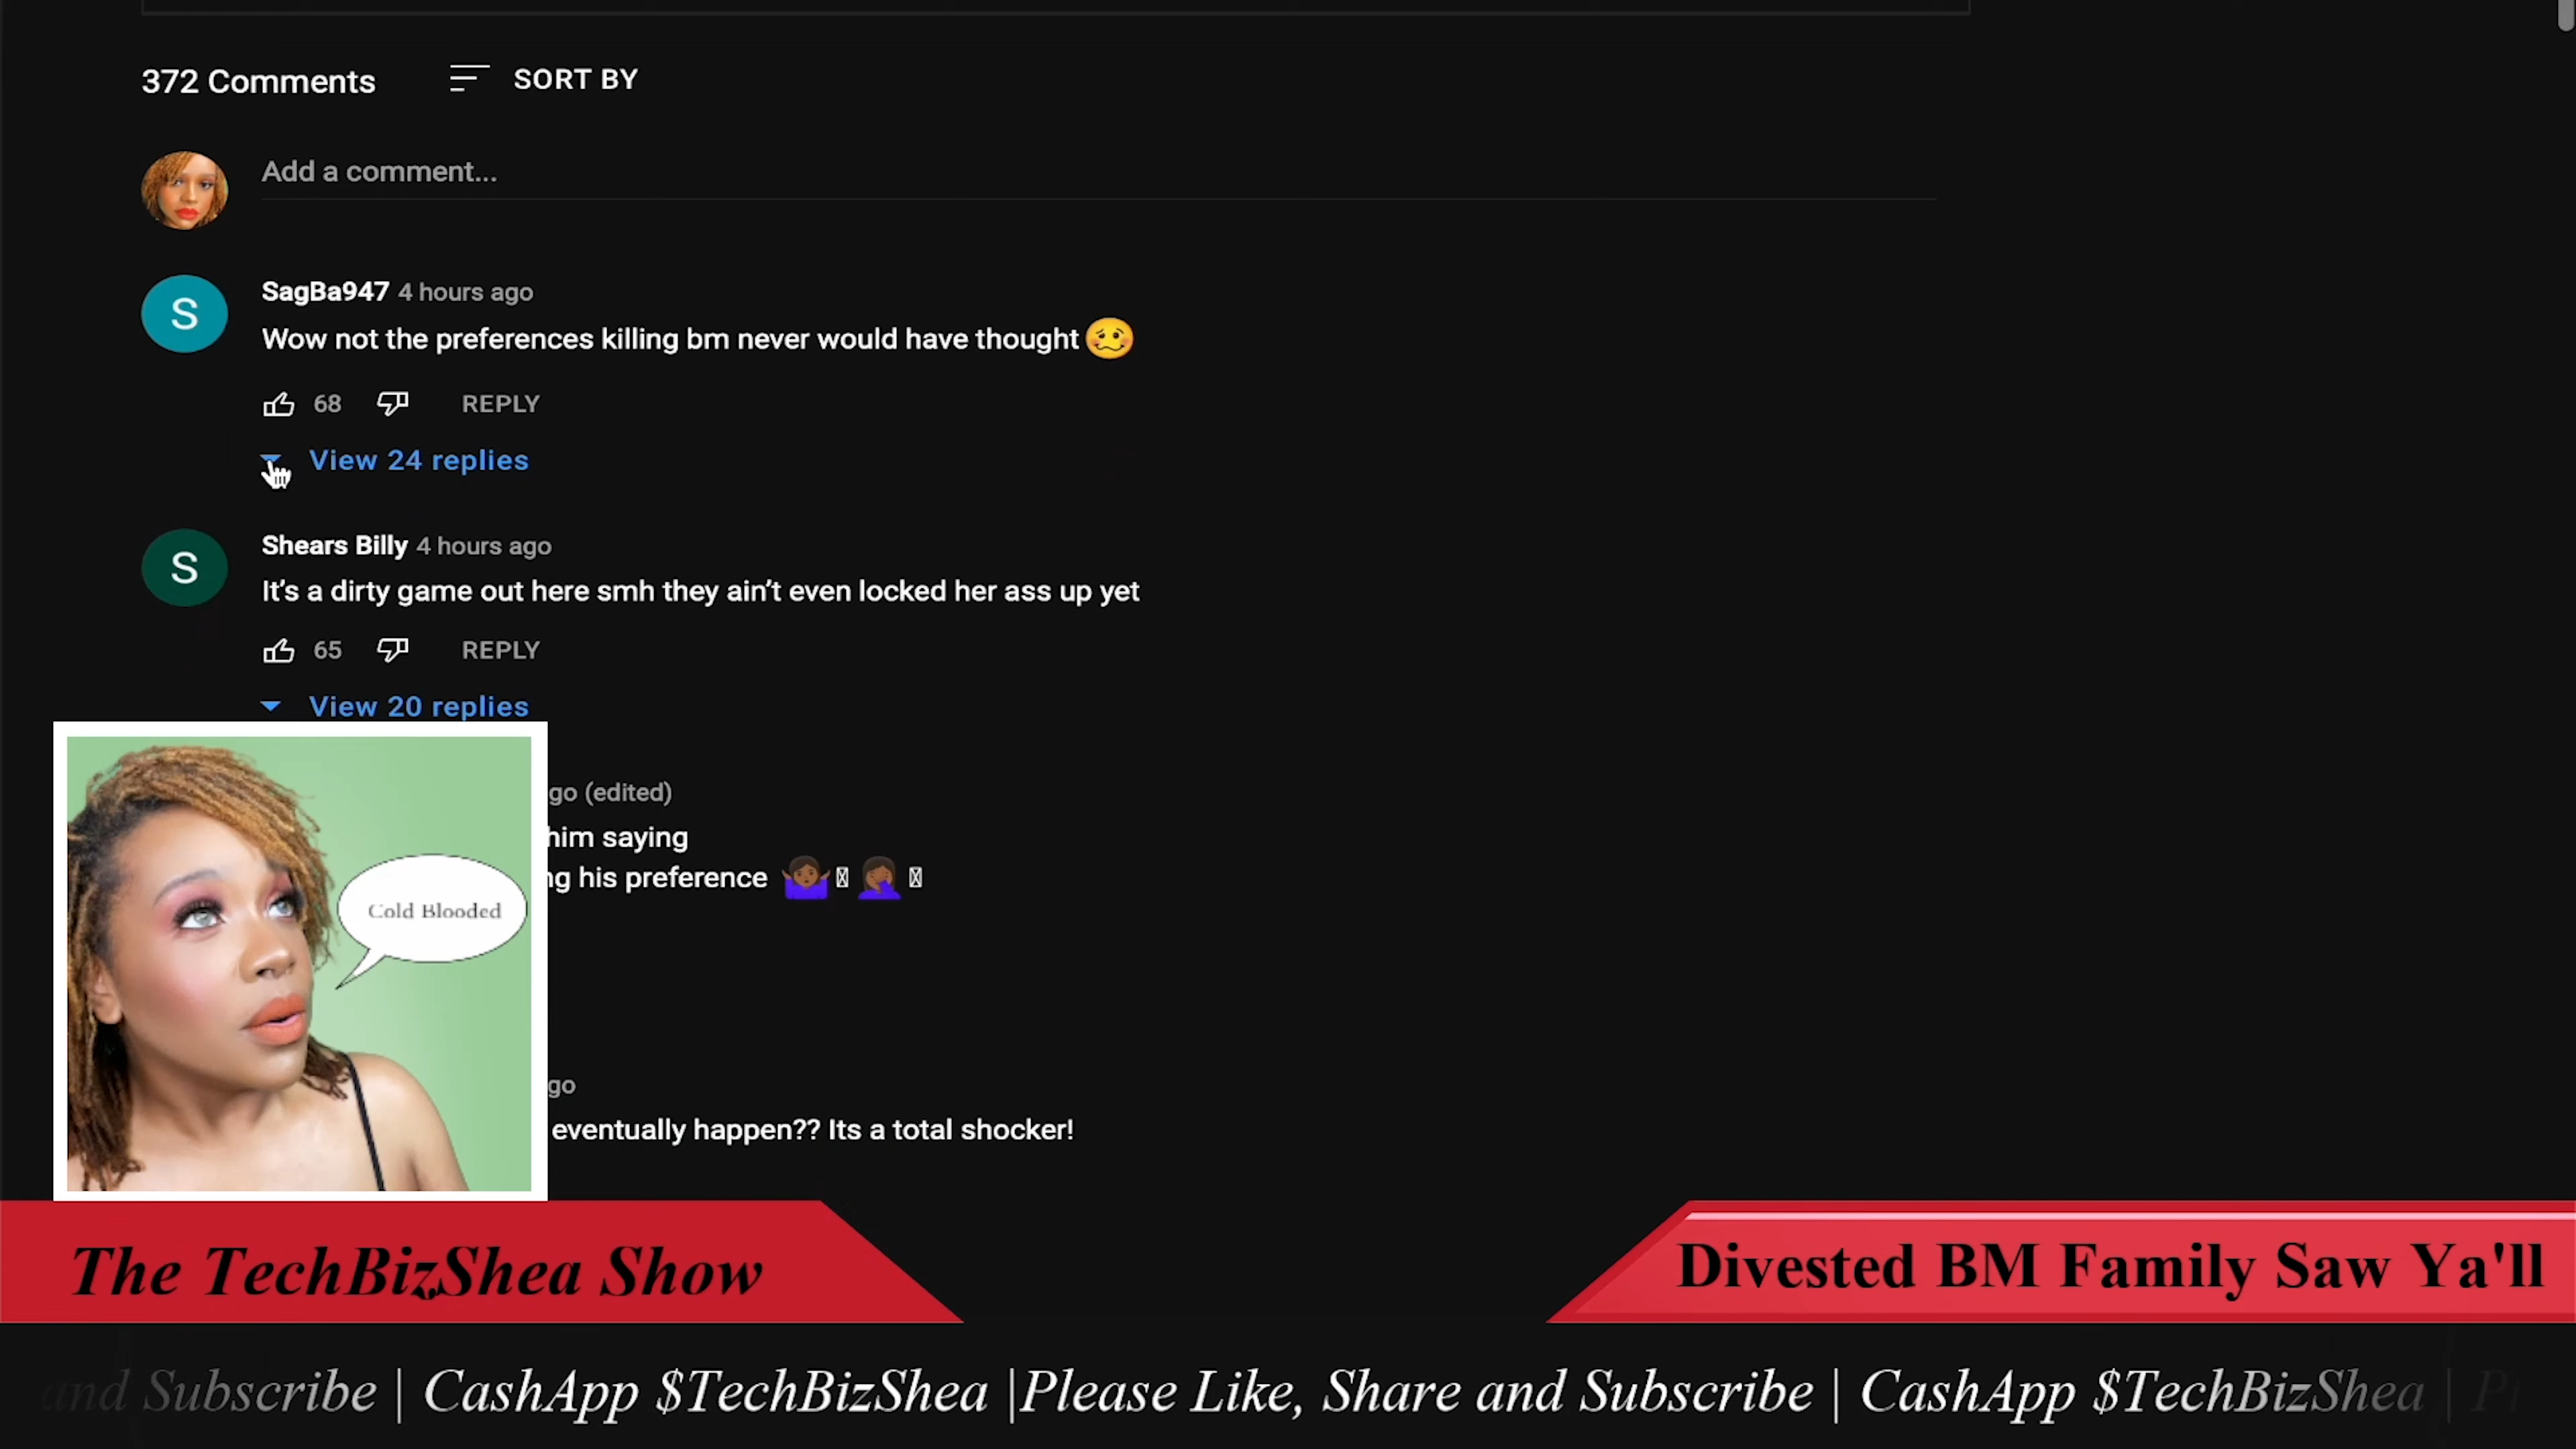 372 Comments
SORT BY
Add a comment...
S
SagBa947 4 hours ago
Wow not the preferences killing bm never would have thought 🥴
68
REPLY
View 24 replies
S
Shears Billy 4 hours ago
It's a dirty game out here smh they ain't even locked her ass up yet
65
REPLY
View 20 replies
go (edited)
him saying
his preference 🤷🏾 🤦🏾
Cold Blooded
go
eventually happen?? Its a total shocker!
The TechBizShea Show
Divested BM Family Saw Ya'll
and Subscribe | CashApp $TechBizShea |Please Like, Share and Subscribe | CashApp $TechBizShea |